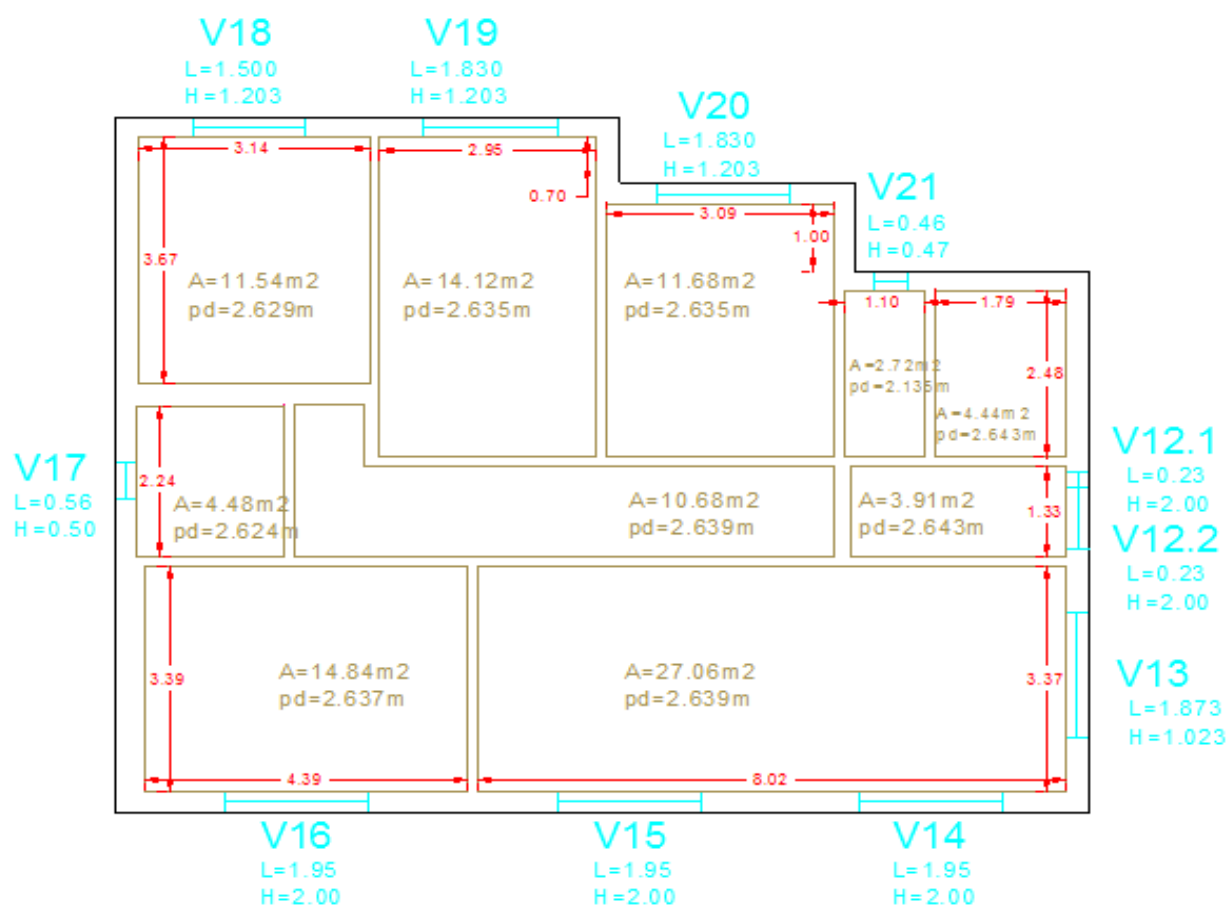 V18
L=1.500
H=1.203
V19
L=1.830
H=1.203
V20
L=1.830
H=1.203
V21
L=0.46
H=0.47
3.14
2.95
0.70
3.09
1.00
3.67
A=11.54m2
pd=2.629m
A=14.12m2
pd=2.635m
A=11.68m2
pd=2.635m
1.10
1.79
A=2.72m2
pd=2.135m
2.48
A=4.44m2
pd=2.643m
V17
L=0.56
H=0.50
2.24
A=4.48m2
pd=2.624m
A=10.68m2
pd=2.639m
A=3.91m2
pd=2.643m
1.33
V12.1
L=0.23
H=2.00
V12.2
L=0.23
H=2.00
3.39
A=14.84m2
pd=2.637m
A=27.06m2
pd=2.639m
3.37
V13
L=1.873
H=1.023
4.39
8.02
V16
L=1.95
H=2.00
V15
L=1.95
H=2.00
V14
L=1.95
H=2.00